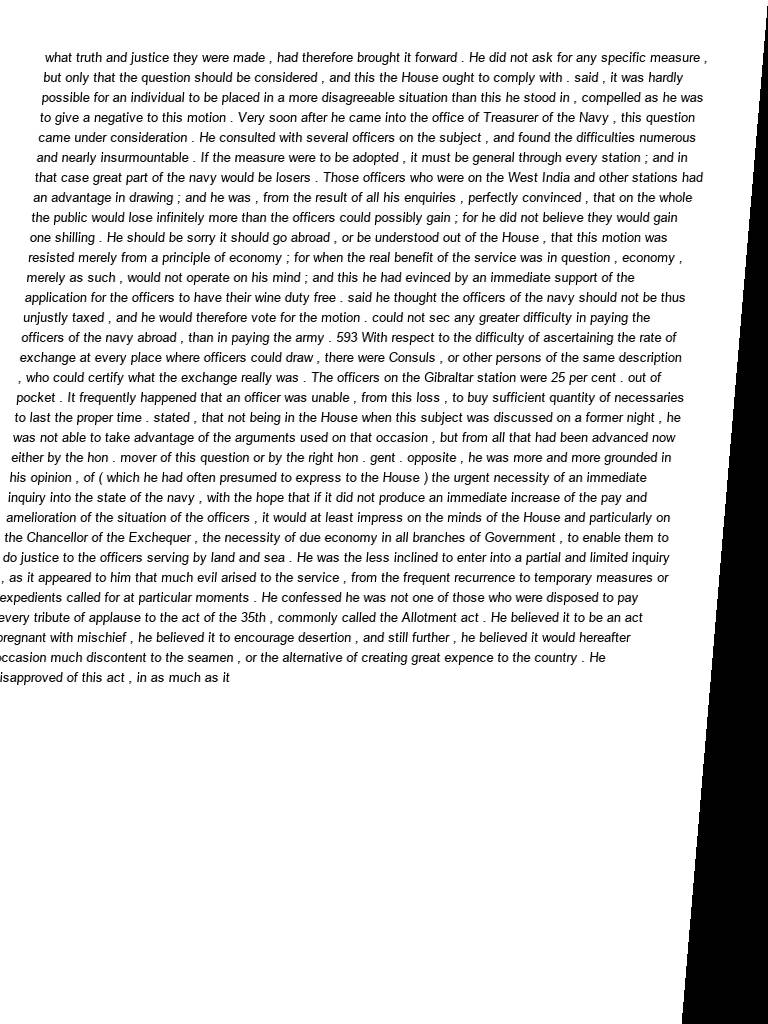 what truth and justice they were made , had therefore brought it forward . He did not ask for any specific measure ,
but only that the question should be considered , and this the House ought to comply with . said , it was hardly
possible for an individual to be placed in a more disagreeable situation than this he stood in , compelled as he was
to give a negative to this motion . Very soon after he came into the office of Treasurer of the Navy , this question
came under consideration . He consulted with several officers on the subject , and found the difficulties numerous
and nearly insurmountable . If the measure were to be adopted , it must be general through every station ; and in
that case great part of the navy would be losers . Those officers who were on the West India and other stations had
an advantage in drawing ; and he was , from the result of all his enquiries , perfectly convinced , that on the whole
the public would lose infinitely more than the officers could possibly gain ; for he did not believe they would gain
one shilling . He should be sorry it should go abroad , or be understood out of the House , that this motion was
resisted merely from a principle of economy ; for when the real benefit of the service was in question , economy ,
merely as such , would not operate on his mind ; and this he had evinced by an immediate support of the
application for the officers to have their wine duty free . said he thought the officers of the navy should not be thus
unjustly taxed , and he would therefore vote for the motion . could not sec any greater difficulty in paying the
officers of the navy abroad , than in paying the army . 593 With respect to the difficulty of ascertaining the rate of
exchange at every place where officers could draw , there were Consuls , or other persons of the same description
, who could certify what the exchange really was . The officers on the Gibraltar station were 25 per cent . out of
pocket . It frequently happened that an officer was unable , from this loss , to buy sufficient quantity of necessaries
to last the proper time . stated , that not being in the House when this subject was discussed on a former night , he
was not able to take advantage of the arguments used on that occasion , but from all that had been advanced now
either by the hon . mover of this question or by the right hon . gent . opposite , he was more and more grounded in
his opinion , of ( which he had often presumed to express to the House ) the urgent necessity of an immediate
inquiry into the state of the navy , with the hope that if it did not produce an immediate increase of the pay and
amelioration of the situation of the officers , it would at least impress on the minds of the House and particularly on
the Chancellor of the Exchequer , the necessity of due economy in all branches of Government , to enable them to
do justice to the officers serving by land and sea . He was the less inclined to enter into a partial and limited inquiry
, as it appeared to him that much evil arised to the service , from the frequent recurrence to temporary measures or
expedients called for at particular moments . He confessed he was not one of those who were disposed to pay
every tribute of applause to the act of the 35th , commonly called the Allotment act . He believed it to be an act
pregnant with mischief , he believed it to encourage desertion , and still further , he believed it would hereafter
occasion much discontent to the seamen , or the alternative of creating great expence to the country . He
isapproved of this act , in as much as it